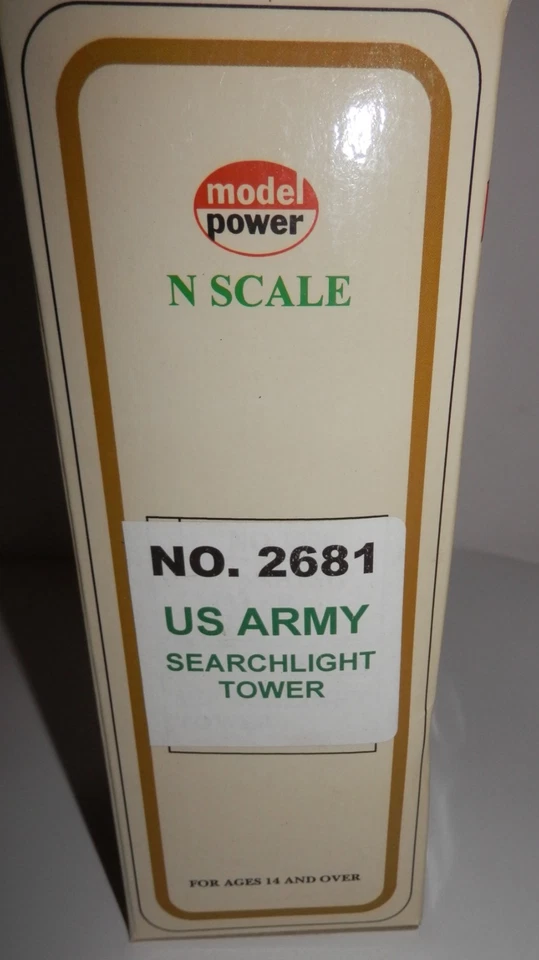 model
power
N SCALE
NO. 2681
US ARMY
SEARCHLIGHT
TOWER
FOR AGES 14 AND OVER